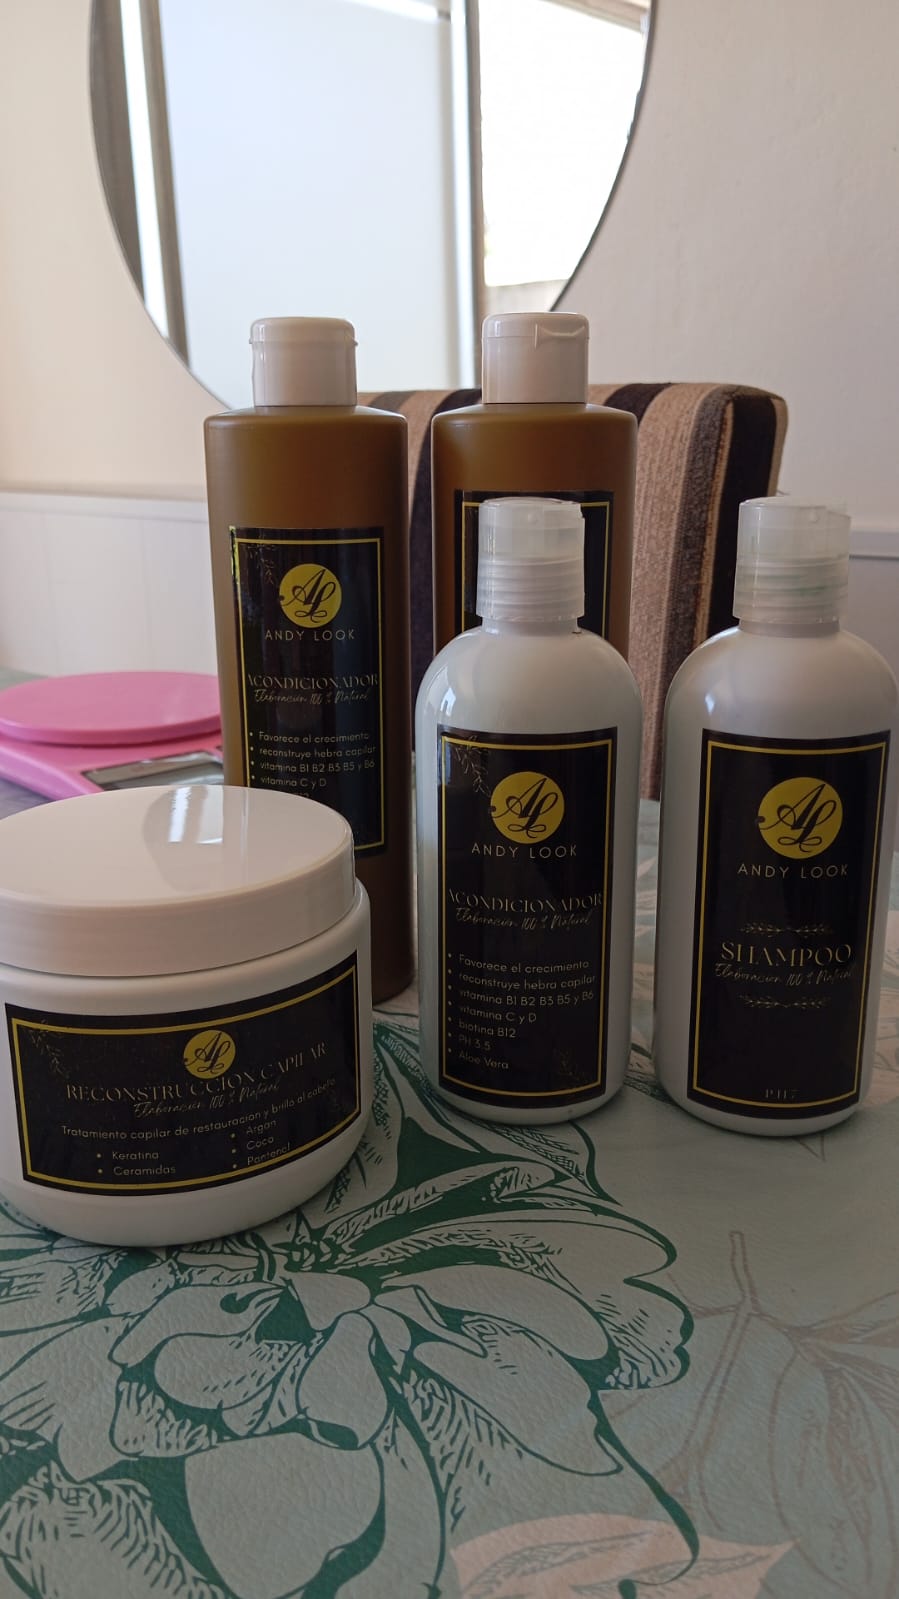 AL
ANDY LOOK
ACONDICIONADOR
Elaboración 100 % Natural
• Favorece el crecimiento
• reconstruye hebra capilar
• vitamina B1 B2 B3 B5 y B6
• vitamina C y D
AL
ANDY LOOK
ACONDICIONADOR
Elaboración 100 % Natural
• Favorece el crecimiento
• reconstruye hebra capilar
• vitamina B1 B2 B3 B5 y B6
• vitamina C y D
• biotina B12
• PH 3.5
• Aloe Vera
AL
ANDY LOOK
SHAMPOO
Elaboración 100 % Natural
PH7
AL
RECONSTRUCCION CAPILAR
Elaboración 100 % Natural
Tratamiento capilar de restauracion y brillo al cabello
• Keratina
• Ceramidas
• Argan
• Coco
• Pantenol